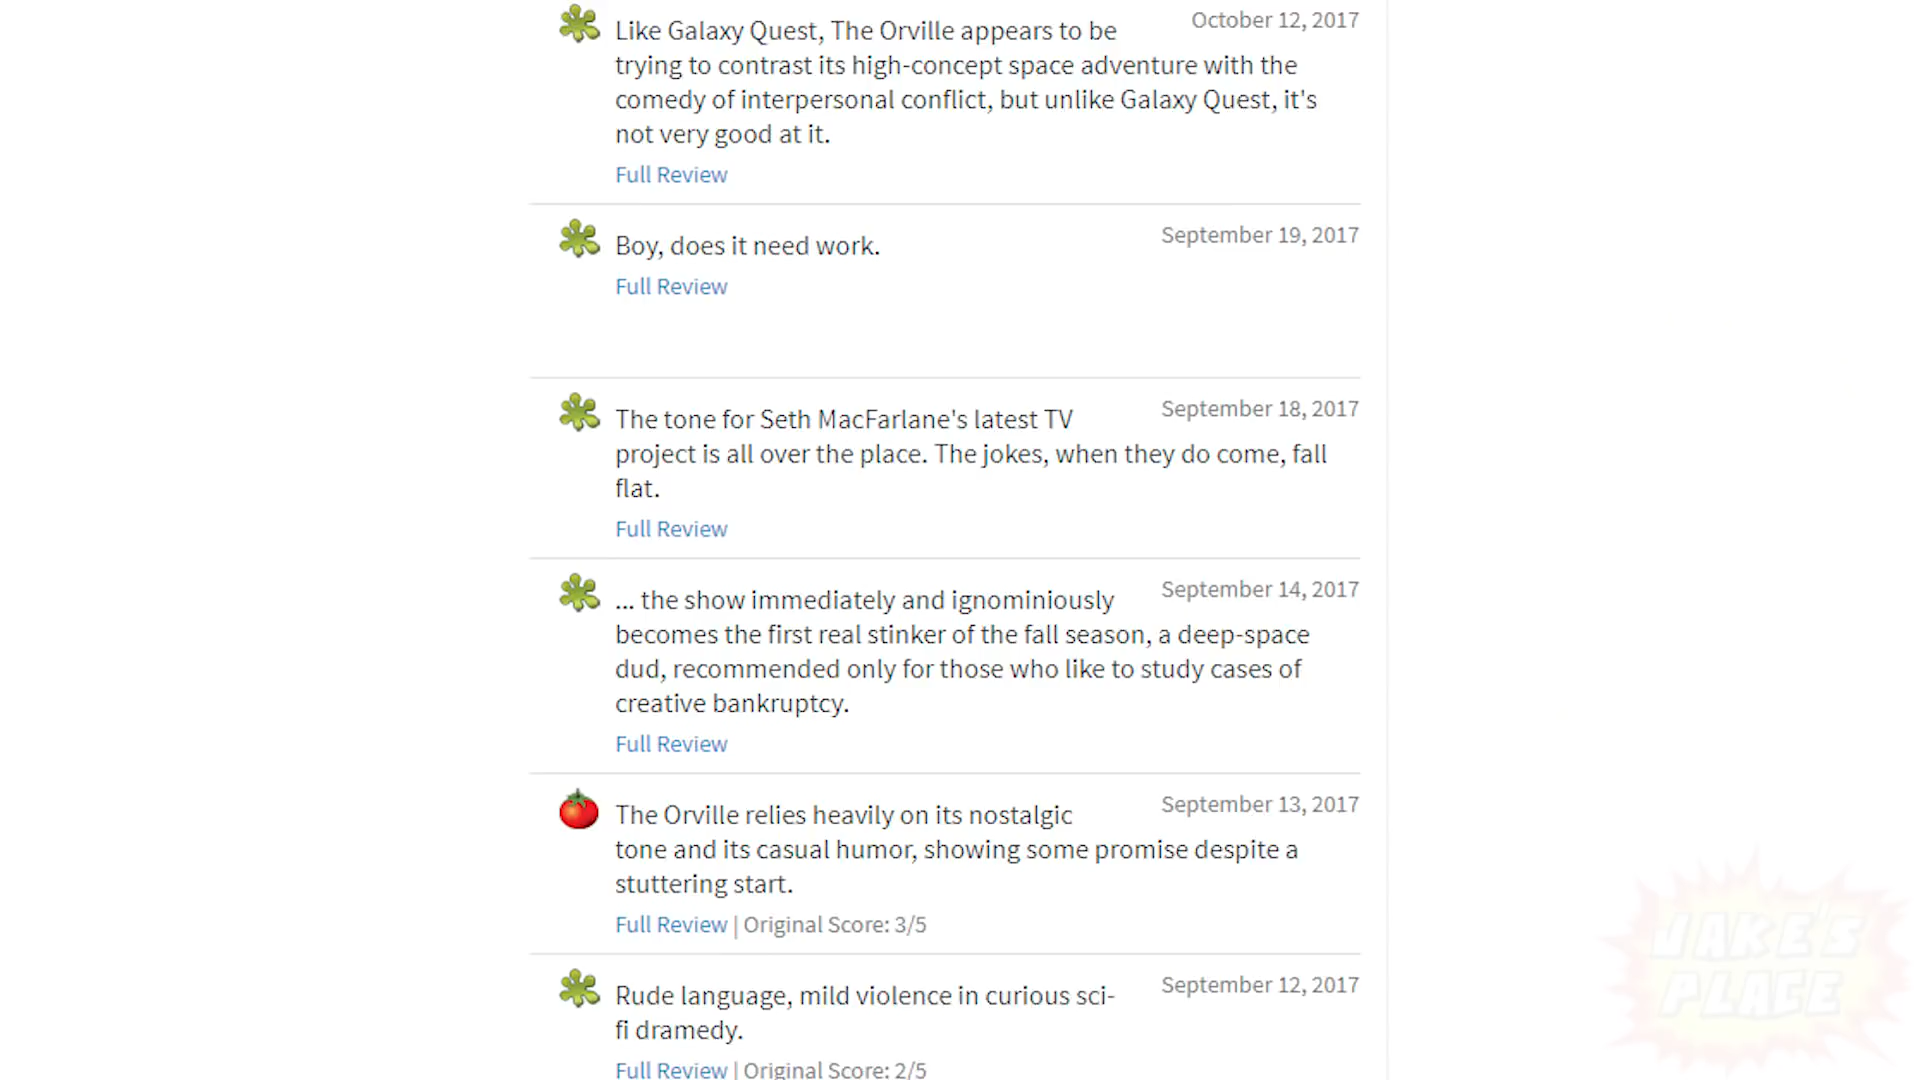 Like Galaxy Quest, The Orville appears to be
October 12, 2017
trying to contrast its high-concept space adventure with the
comedy of interpersonal conflict, but unlike Galaxy Quest, it's
not very good at it.
Full Review
Boy, does it need work.
September 19, 2017
Full Review
The tone for Seth MacFarlane's latest TV
September 18, 2017
project is all over the place. The jokes, when they do come, fall
flat.
Full Review
... the show immediately and ignominiously
September 14, 2017
becomes the first real stinker of the fall season, a deep-space
dud, recommended only for those who like to study cases of
creative bankruptcy.
Full Review
The Orville relies heavily on its nostalgic
September 13, 2017
tone and its casual humor, showing some promise despite a
stuttering start.
Full Review | Original Score: 3/5
Rude language, mild violence in curious sci-
September 12, 2017
fi dramedy.
Full Review | Original Score: 2/5
JAKE'S
PLACE